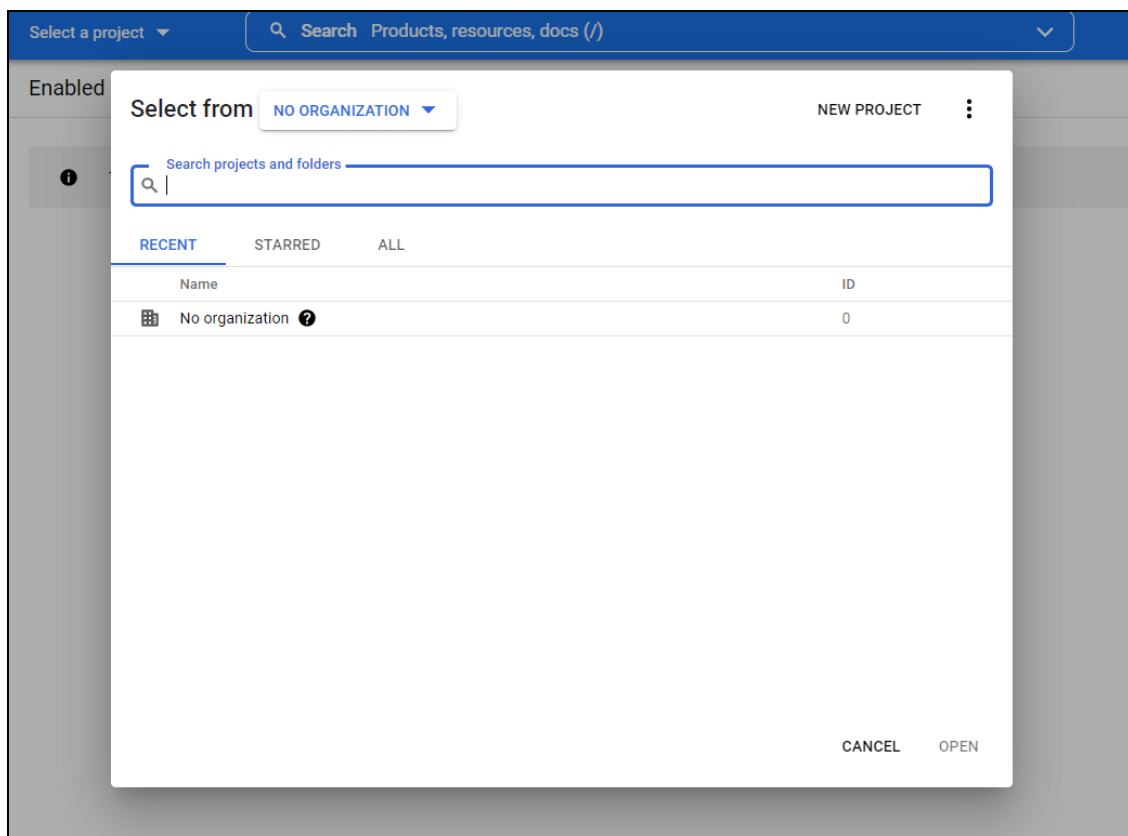 Select a project
Search Products, resources, docs (/)
Enabled
Select from NO ORGANIZATION NEW PROJECT
Search projects and folders
RECENT STARRED ALL
Name ID
No organization 0
CANCEL OPEN